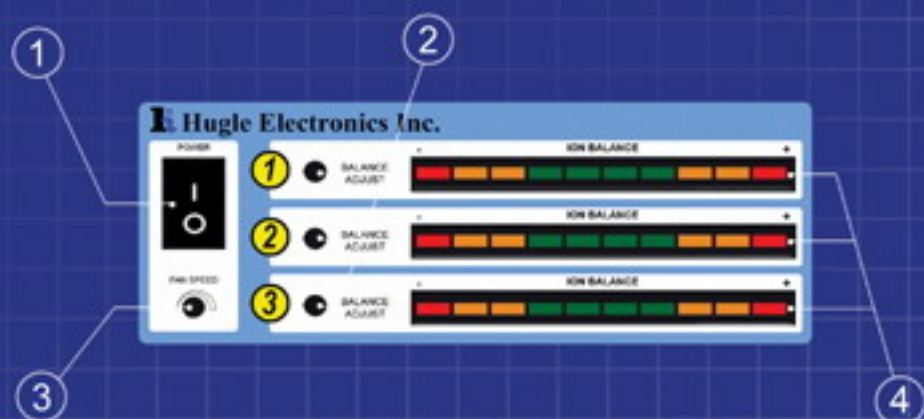 1
2
Hugle Electronics Inc.
POWER
I
O
FAN SPEED
1
BALANCE
ADJUST
- ION BALANCE +
2
BALANCE
ADJUST
- ION BALANCE +
3
BALANCE
ADJUST
- ION BALANCE +
3
4